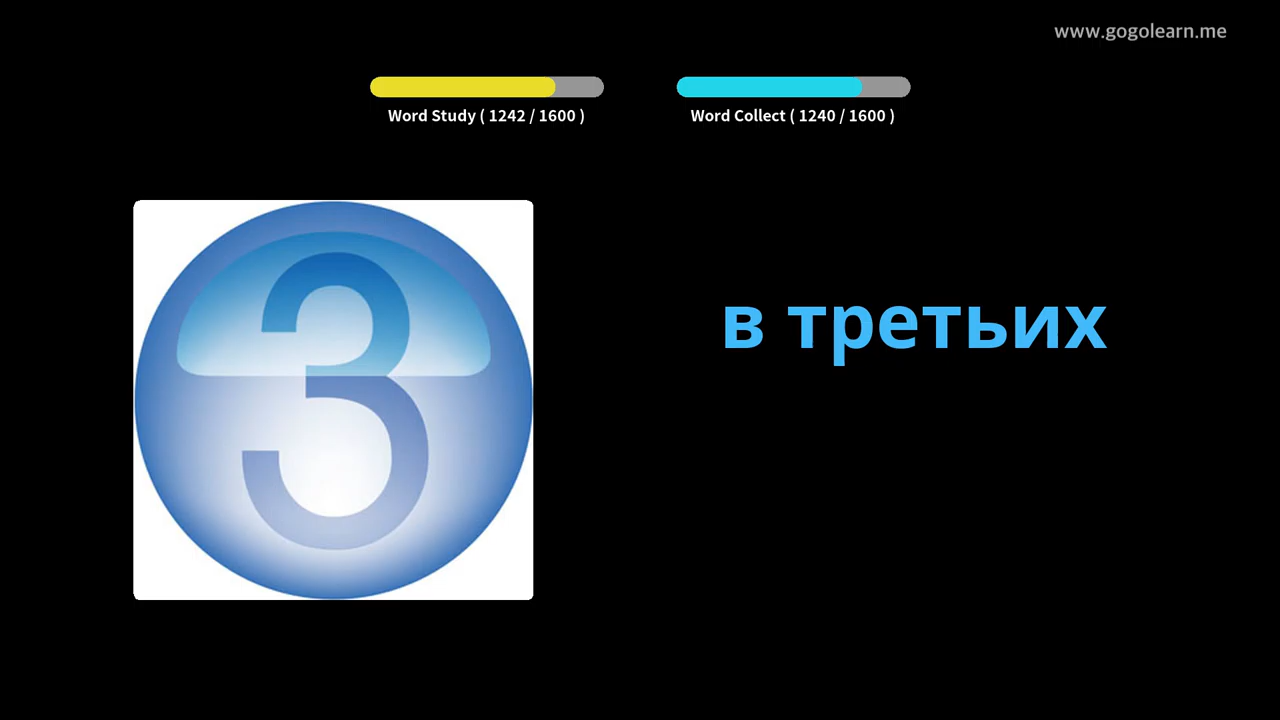 www.gogolearn.me
Word Study ( 1242 / 1600 )
Word Collect ( 1240 / 1600 )
3
в третьих